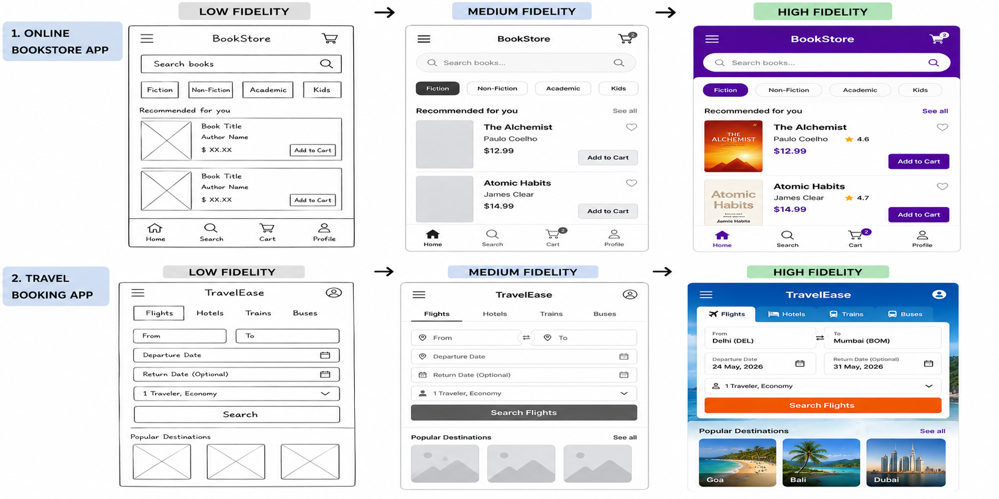 LOW FIDELITY → MEDIUM FIDELITY → HIGH FIDELITY
1. ONLINE
BOOKSTORE APP
BookStore
Search books
Fiction Non-Fiction Academic Kids
Recommended for you
Book Title
Author Name
$ XX.XX
Add to Cart
Book Title
Author Name
$ XX.XX
Add to Cart
Home Search Cart Profile
BookStore
2
Search books...
Fiction Non-Fiction Academic Kids
Recommended for you See all
The Alchemist
Paulo Coelho
$12.99
Add to Cart
Atomic Habits
James Clear
$14.99
Add to Cart
2
Home Search Cart Profile
BookStore
2
Search books...
Fiction Non-Fiction Academic Kids
Recommended for you See all
THE
ALCHEMIST
The Alchemist
Paulo Coelho 4.6
$12.99
Add to Cart
Atomic
Habits
Jamis Habits
Atomic Habits
James Clear 4.7
$14.99
Add to Cart
2
Home Search Cart Profile
LOW FIDELITY → MEDIUM FIDELITY → HIGH FIDELITY
2. TRAVEL
BOOKING APP
TravelEase
Flights Hotels Trains Buses
From To
Departure Date
Return Date (Optional)
1 Traveler, Economy
Search
Popular Destinations
TravelEase
Flights Hotels Trains Buses
From To
Departure Date
Return Date (Optional)
1 Traveler, Economy
Search Flights
Popular Destinations See all
TravelEase
Flights Hotels Trains Buses
From To
Delhi (DEL) Mumbai (BOM)
Departure Date Return Date (Optional)
24 May, 2026 31 May, 2026
1 Traveler, Economy
Search Flights
Popular Destinations See all
Goa Bali Dubai